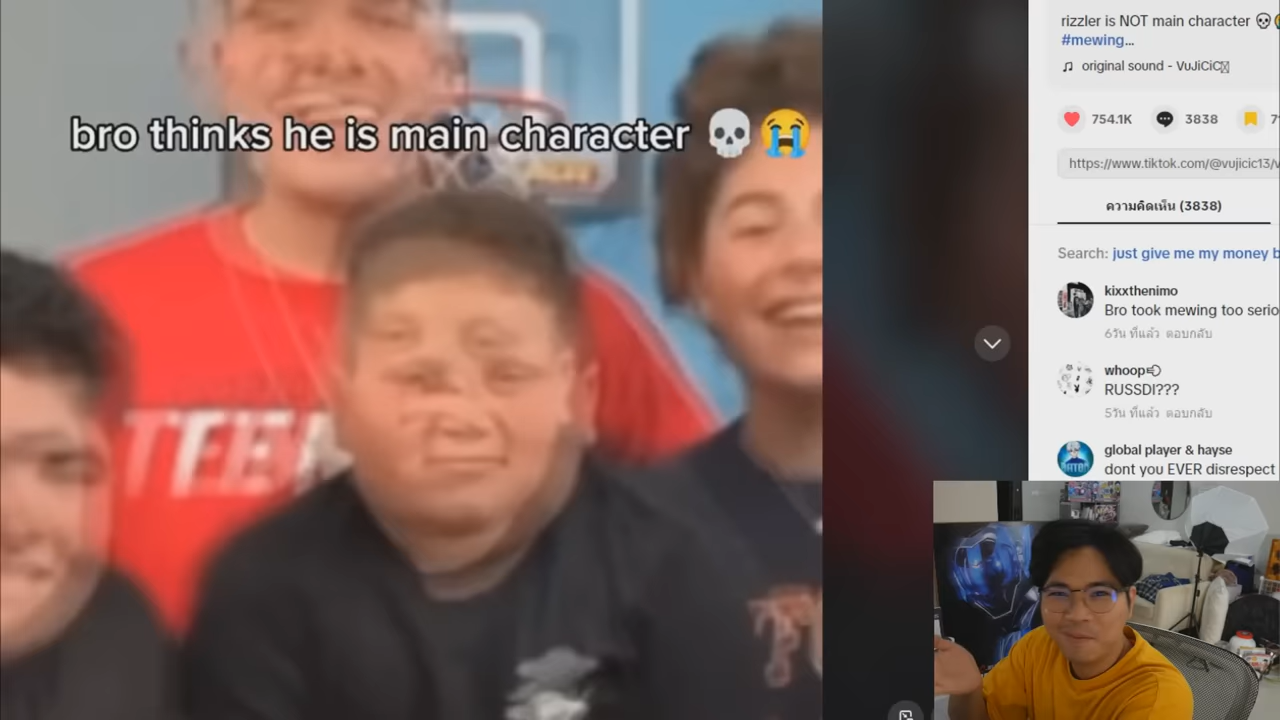 bro thinks he is main character 💀😭
rizzler is NOT main character 💀
#mewing...
original sound - VuJiCiC
754.1K
3838
https://www.tiktok.com/@vujicic13/
ความคิดเห็น (3838)
Search: just give me my money
kixxthenimo
Bro took mewing too
6วัน ที่แล้ว ตอบกลับ
whoop
RUSSDI???
5วัน ที่แล้ว ตอบกลับ
global player & hayse
dont you EVER disrespect